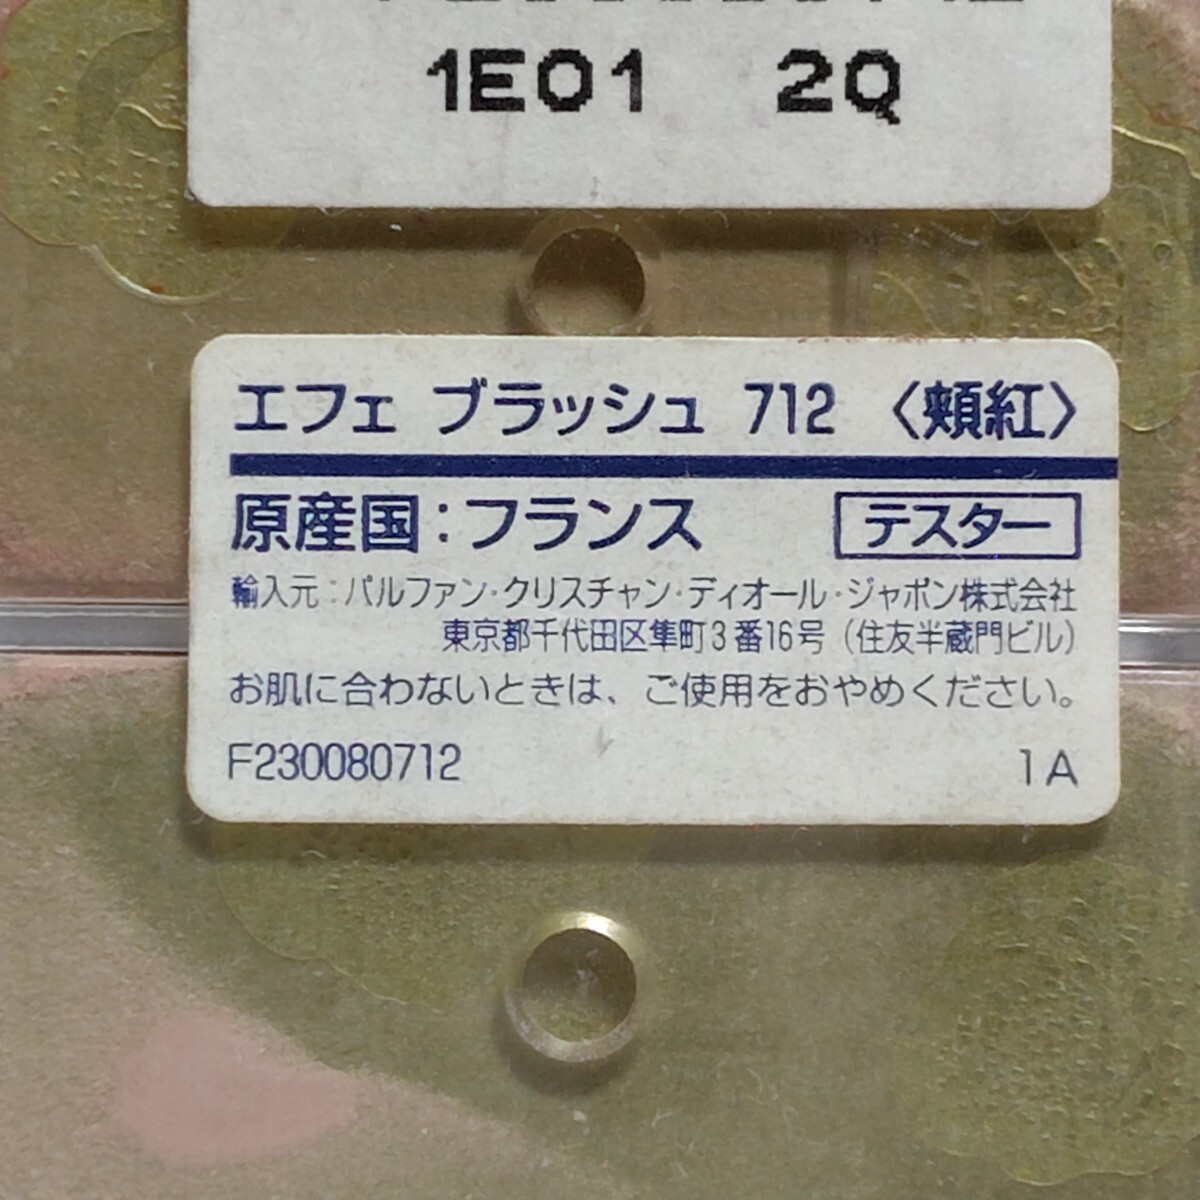 1E01 2Q
エフェ ブラッシュ 712 〈頬紅〉
原産国：フランス テスター
輸入元：パルファン・クリスチャン・ディオール・ジャポン株式会社
東京都千代田区隼町3番16号（住友半蔵門ビル）
お肌に合わないときは、ご使用をおやめください。
F230080712 1A